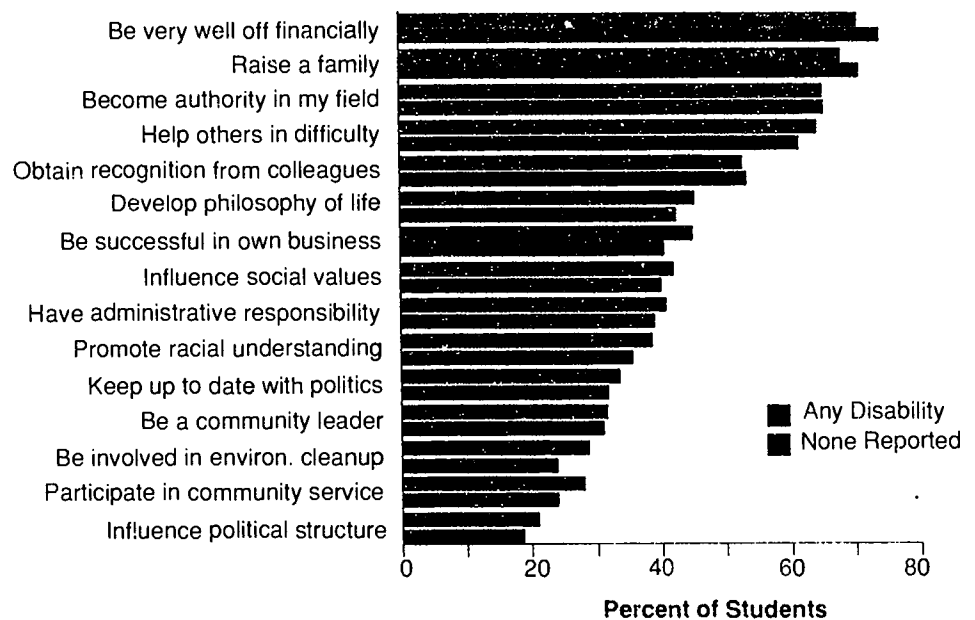 Be very well off financially
Raise a family
Become authority in my field
Help others in difficulty
Obtain recognition from colleagues
Develop philosophy of life
Be successful in own business
Influence social values
Have administrative responsibility
Promote racial understanding
Keep up to date with politics
Be a community leader
Be involved in environ. cleanup
Participate in community service
Influence political structure
Any Disability
None Reported
0 20 40 60 80
Percent of Students